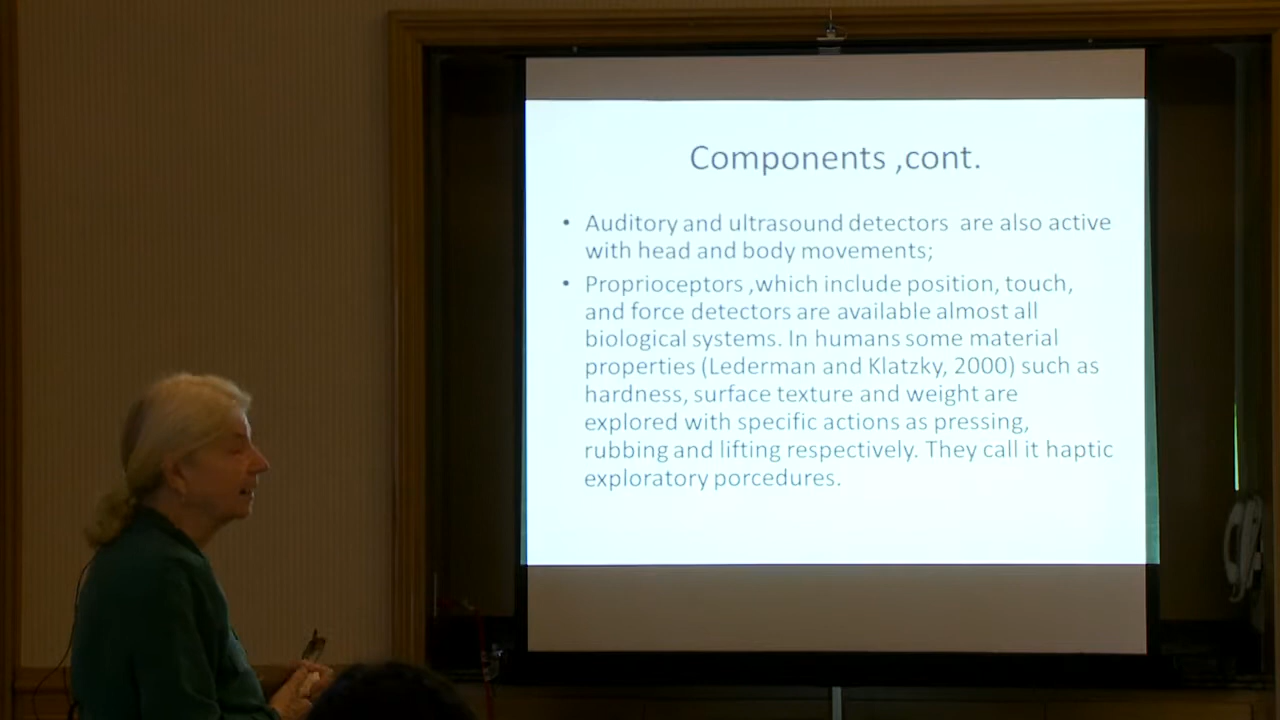 Components ,cont.
• Auditory and ultrasound detectors are also active
with head and body movements;
• Proprioceptors ,which include position, touch,
and force detectors are available almost all
biological systems. In humans some material
properties (Lederman and Klatzky, 2000) such as
hardness, surface texture and weight are
explored with specific actions as pressing,
rubbing and lifting respectively. They call it haptic
exploratory porcedures.